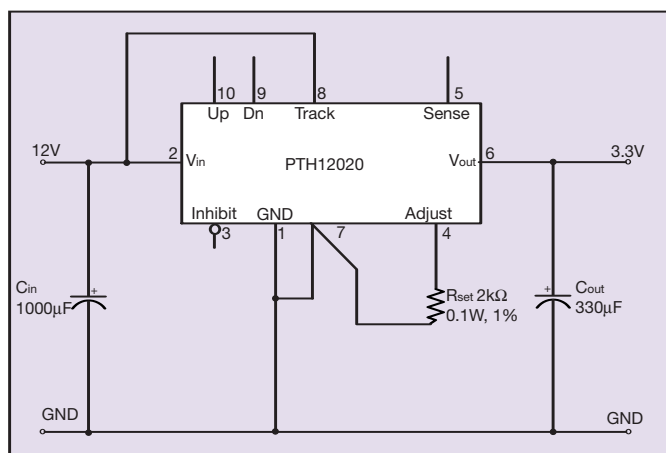 10
9
8
5
Up
Dn
Track
Sense
12V
2
Vin
PTH12020
Vout
6
3.3V
Inhibit
GND
Adjust
3
1
7
4
Cin
1000μF
+
Rset 2kΩ
0.1W, 1%
+
Cout
330μF
GND
GND